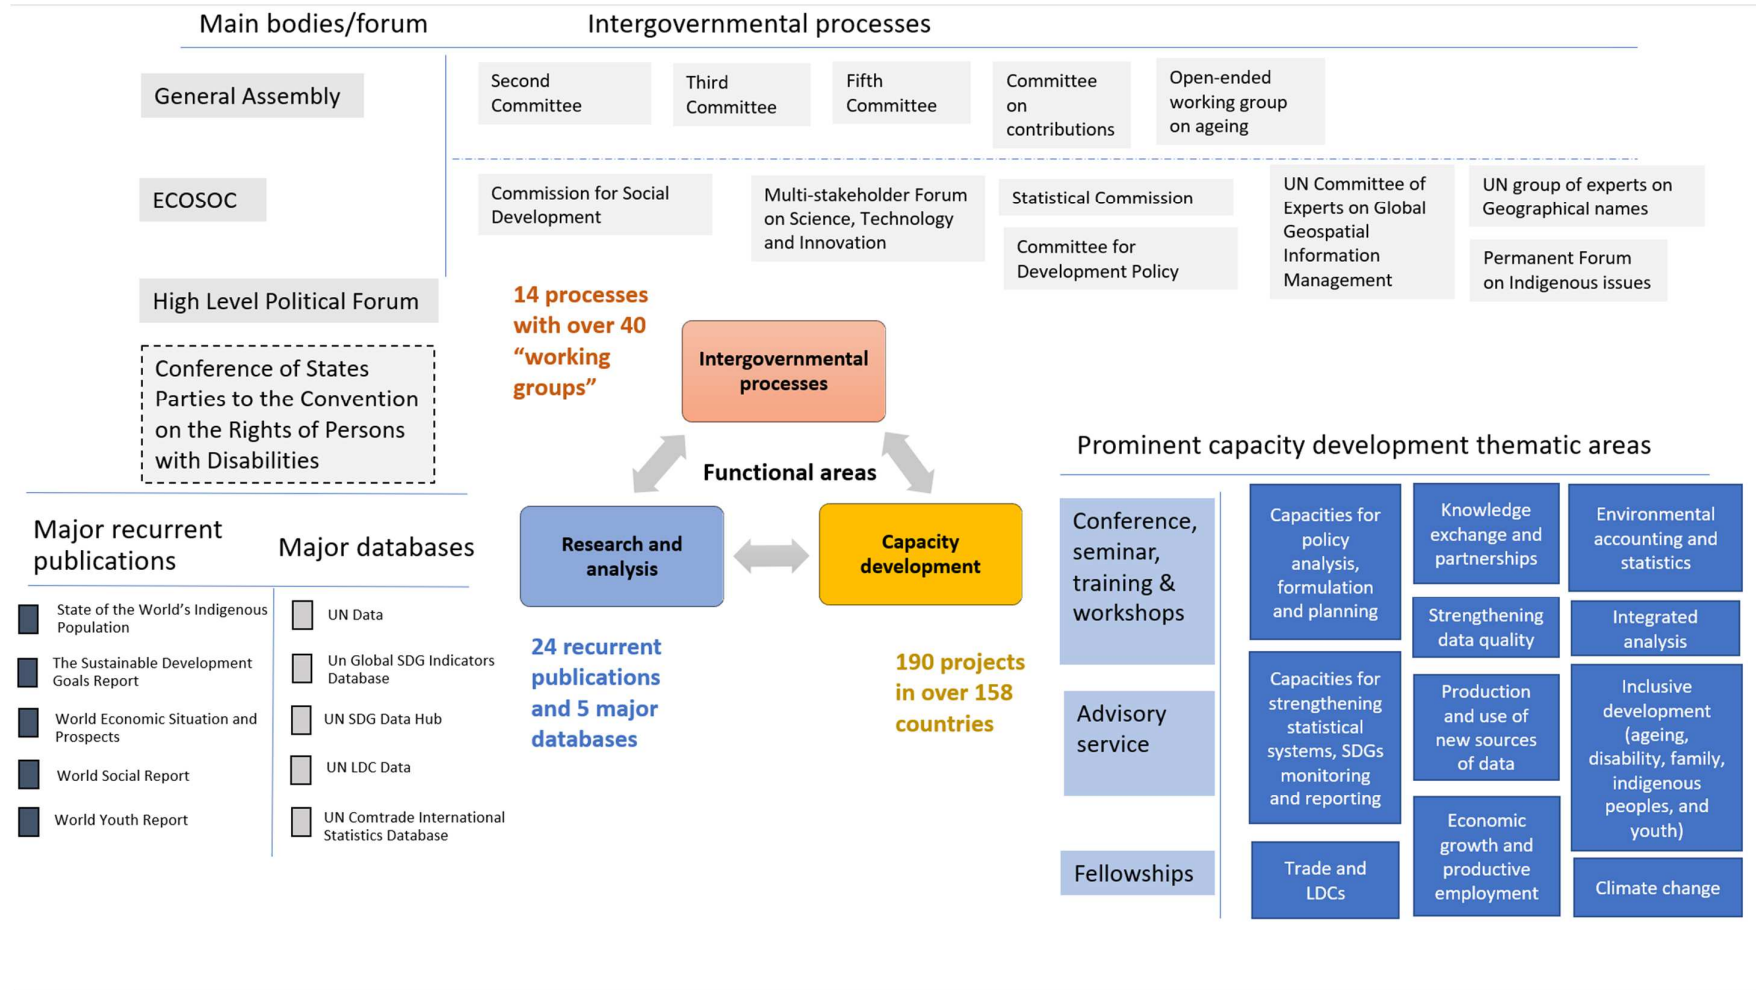 Main bodies/forum
Intergovernmental processes
General Assembly
Second
Committee
Third
Committee
Fifth
Committee
Committee
on
contributions
Open-ended
working group
on ageing
ECOSOC
Commission for Social
Development
Multi-stakeholder Forum
on Science, Technology
and Innovation
Statistical Commission
Committee for
Development Policy
UN Committee of
Experts on Global
Geospatial
Information
Management
UN group of experts on
Geographical names
Permanent Forum
on Indigenous issues
High Level Political Forum
Conference of States
Parties to the Convention
on the Rights of Persons
with Disabilities
14 processes
with over 40
“working
groups”
Intergovernmental
processes
Functional areas
Research and
analysis
Capacity
development
24 recurrent
publications
and 5 major
databases
190 projects
in over 158
countries
Major recurrent
publications
State of the World’s Indigenous
Population
The Sustainable Development
Goals Report
World Economic Situation and
Prospects
World Social Report
World Youth Report
Major databases
UN Data
Un Global SDG Indicators
Database
UN SDG Data Hub
UN LDC Data
UN Comtrade International
Statistics Database
Prominent capacity development thematic areas
Conference,
seminar,
training &
workshops
Advisory
service
Fellowships
Capacities for
policy
analysis,
formulation
and planning
Capacities for
strengthening
statistical
systems, SDGs
monitoring
and reporting
Trade and
LDCs
Knowledge
exchange and
partnerships
Strengthening
data quality
Production
and use of
new sources
of data
Economic
growth and
productive
employment
Environmental
accounting and
statistics
Integrated
analysis
Inclusive
development
(ageing,
disability, family,
indigenous
peoples, and
youth)
Climate change